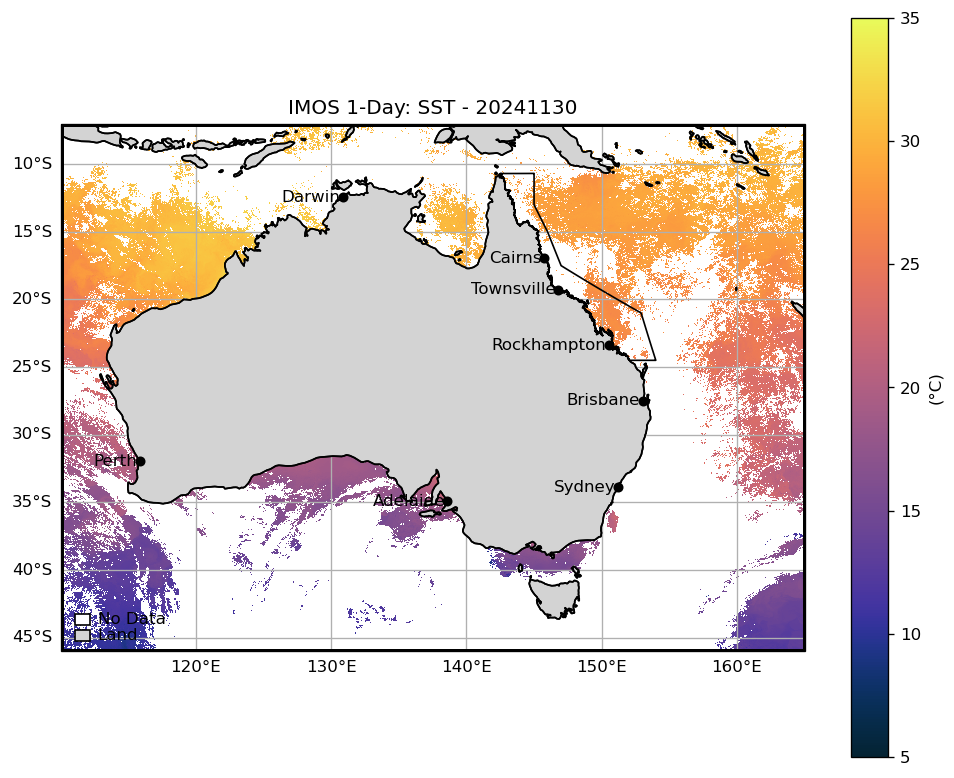 IMOS 1-Day: SST - 20241130
35
30
25
20
15
10
5
(°C)
10°S
15°S
20°S
25°S
30°S
35°S
40°S
45°S
Darwin
Cairns
Townsville
Rockhampton
Brisbane
Perth
Sydney
Adelaide
No Data
Land
120°E
130°E
140°E
150°E
160°E